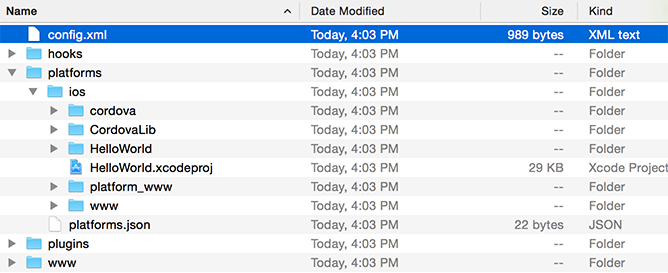 Name Date Modified Size Kind
config.xml Today, 4:03 PM 989 bytes XML text
hooks Today, 4:03 PM -- Folder
platforms Today, 4:03 PM -- Folder
ios Today, 4:03 PM -- Folder
cordova Today, 4:03 PM -- Folder
CordovaLib Today, 4:03 PM -- Folder
HelloWorld Today, 4:03 PM -- Folder
HelloWorld.xcodeproj Today, 4:03 PM 29 KB Xcode Project
platform_www Today, 4:03 PM -- Folder
www Today, 4:03 PM -- Folder
platforms.json Today, 4:03 PM 22 bytes JSON
plugins Today, 4:03 PM -- Folder
www Today, 4:03 PM -- Folder